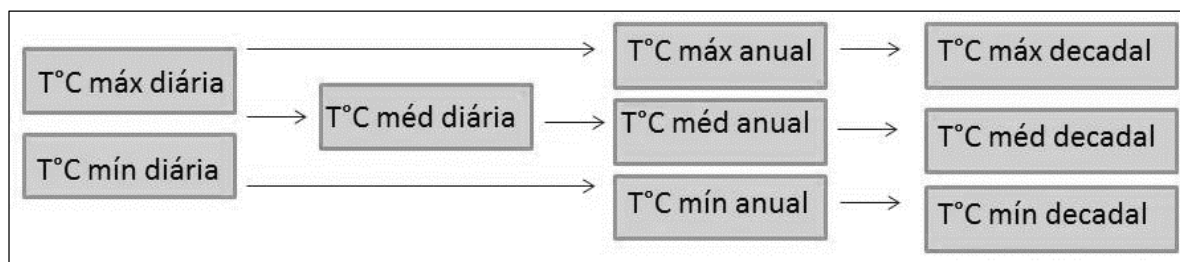 T°C máx diária
T°C mín diária
T°C méd diária
T°C máx anual
T°C méd anual
T°C mín anual
T°C máx decadal
T°C méd decadal
T°C mín decadal